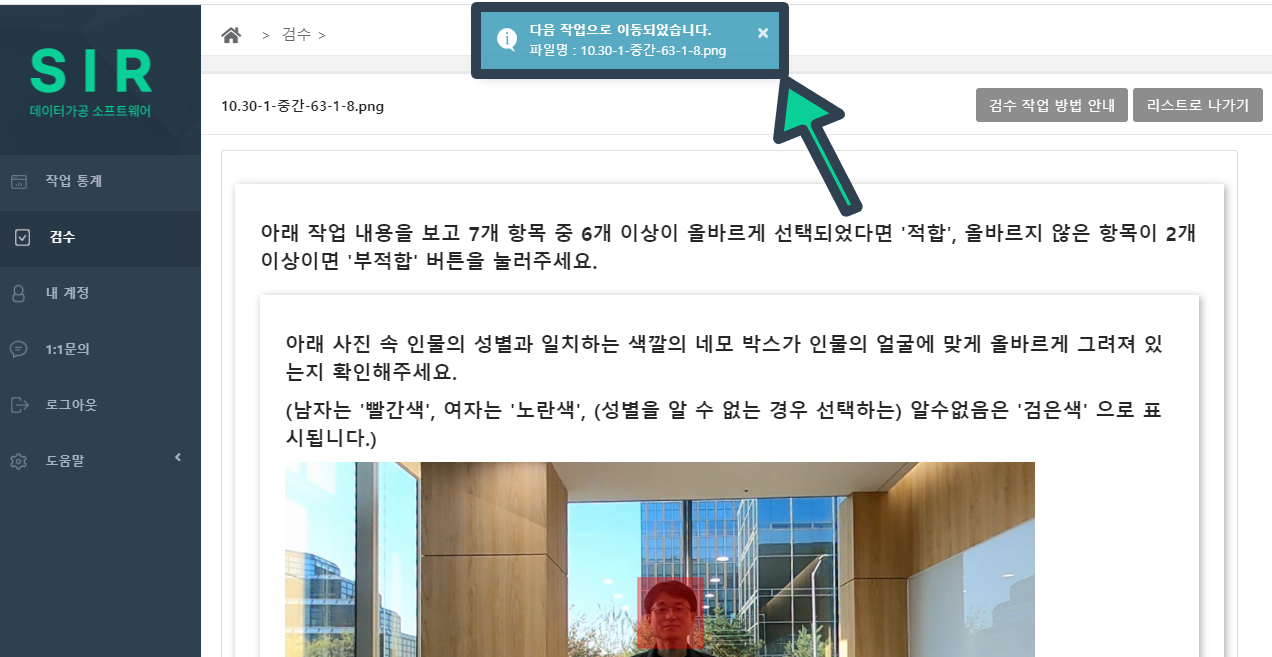 SIR
데이터가공 소프트웨어
작업 통계
검수
내 계정
1:1문의
로그아웃
도움말
> 검수 >
다음 작업으로 이동되었습니다.
파일명 : 10.30-1-중간-63-1-8.png
10.30-1-중간-63-1-8.png
검수 작업 방법 안내
리스트로 나가기
아래 작업 내용을 보고 7개 항목 중 6개 이상이 올바르게 선택되었다면 '적합', 올바르지 않은 항목이 2개
이상이면 '부적합' 버튼을 눌러주세요.
아래 사진 속 인물의 성별과 일치하는 색깔의 네모 박스가 인물의 얼굴에 맞게 올바르게 그려져 있
는지 확인해주세요.
(남자는 '빨간색', 여자는 '노란색', (성별을 알 수 없는 경우 선택하는) 알수없음은 '검은색' 으로 표
시됩니다.)